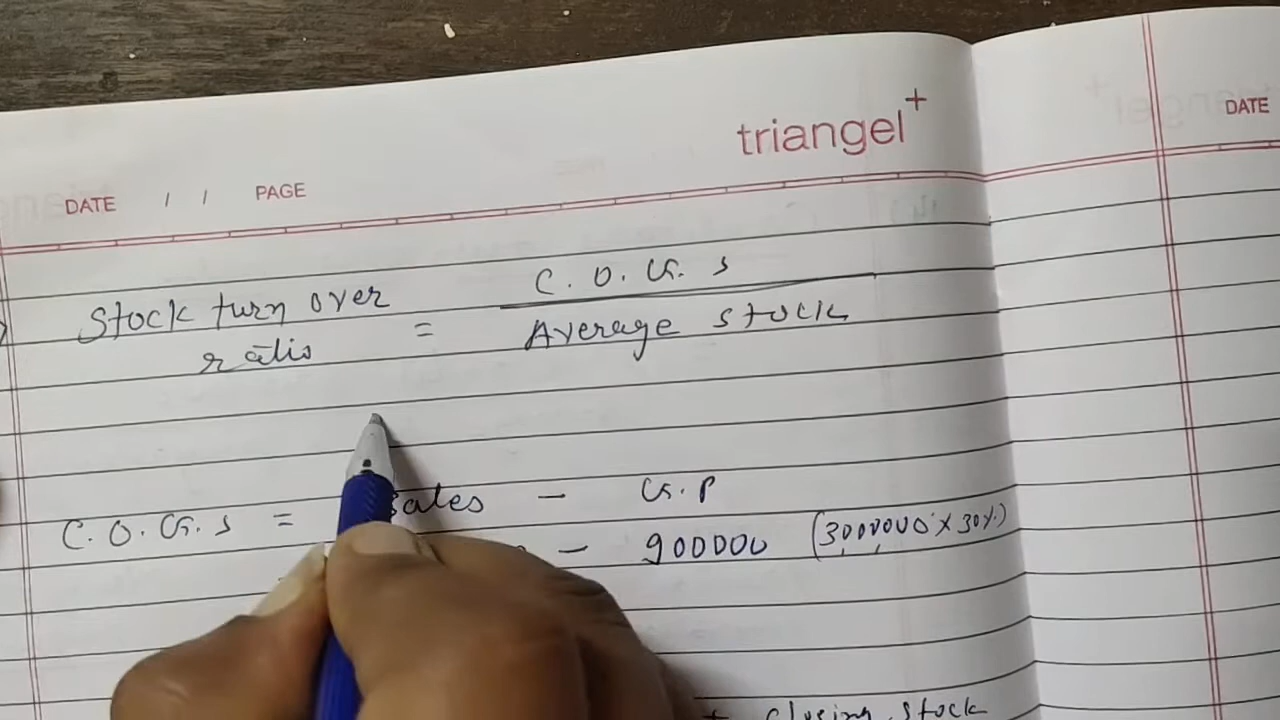 triangel+
DATE
DATE / / PAGE
Stock turn over ratio = C.O.G.s
Average stock
C.O.G.s = Sales - G.P
- 900000 (3000000 x 30%)
+ closing stock